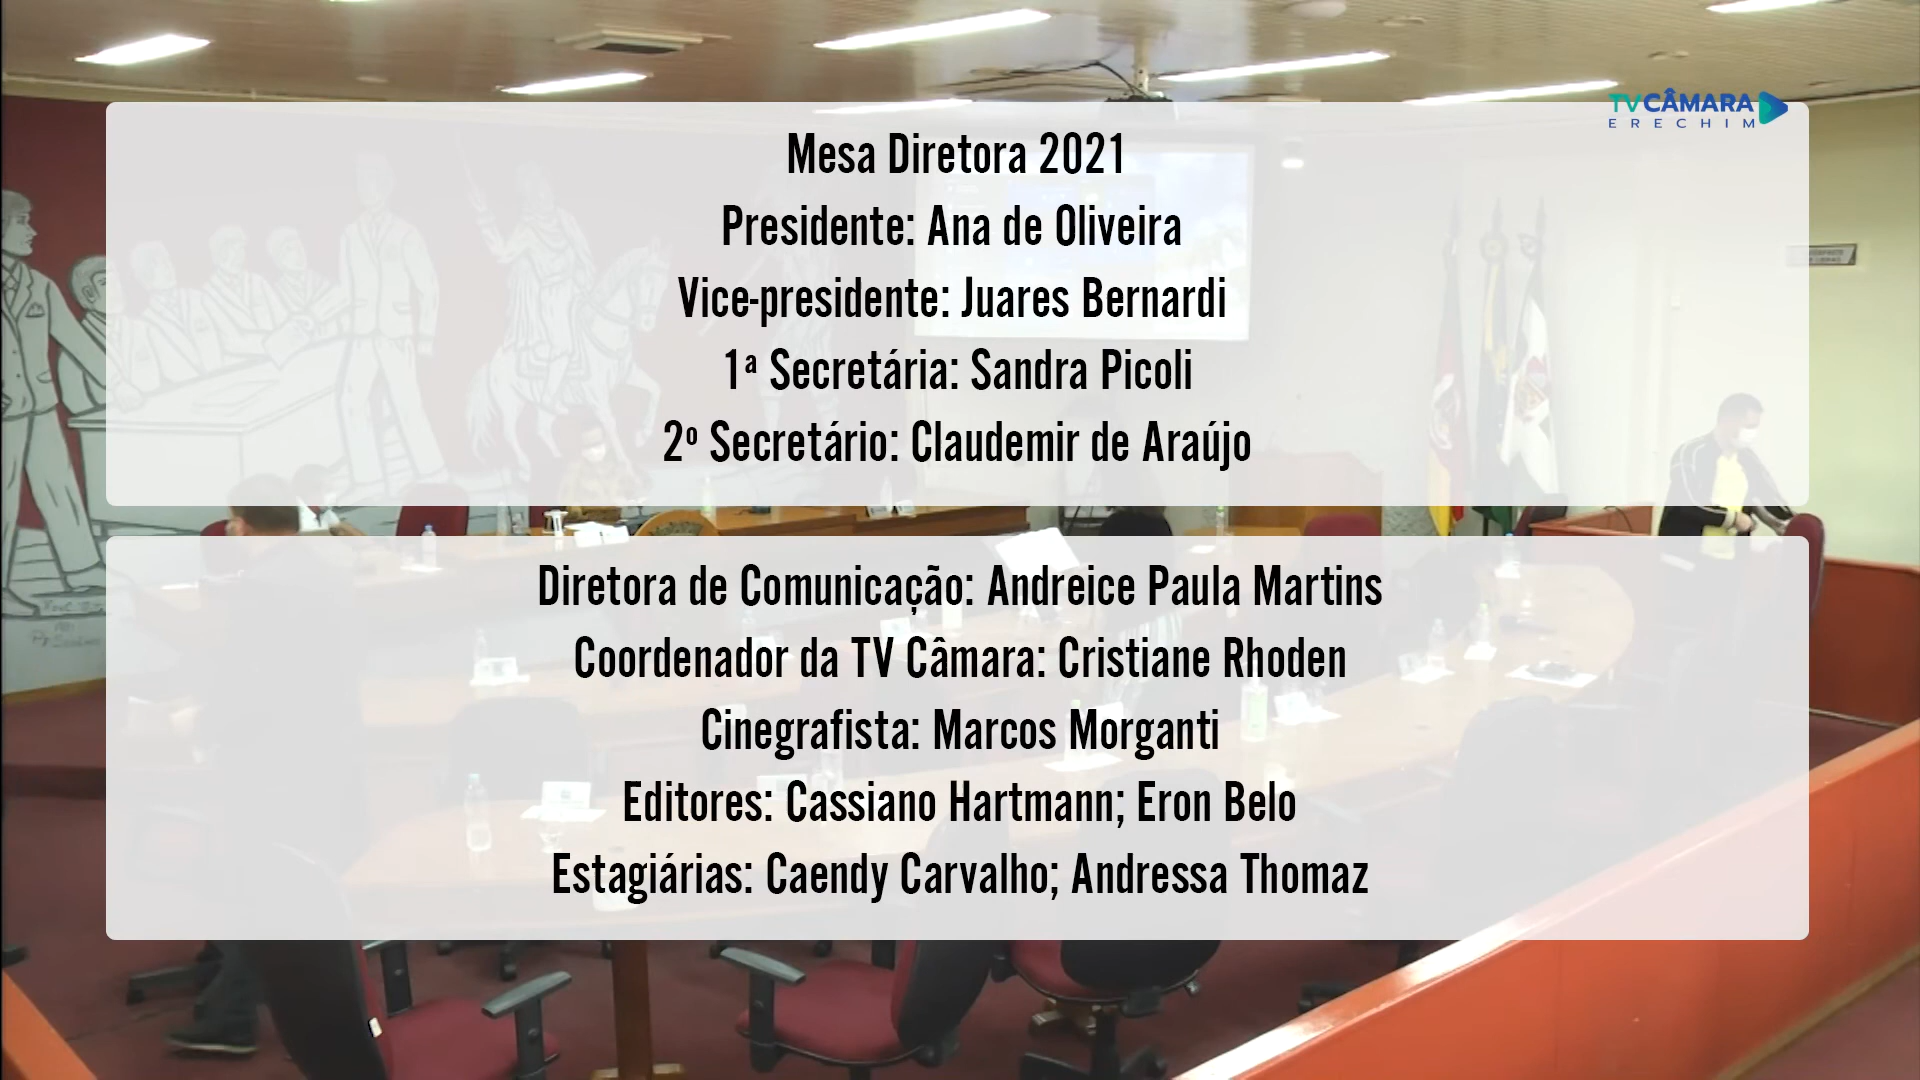 TV CÂMARA
ERECHIM
Mesa Diretora 2021
Presidente: Ana de Oliveira
Vice-presidente: Juares Bernardi
1ª Secretária: Sandra Picoli
2º Secretário: Claudemir de Araújo
Diretora de Comunicação: Andreice Paula Martins
Coordenador da TV Câmara: Cristiane Rhoden
Cinegrafista: Marcos Morganti
Editores: Cassiano Hartmann; Eron Belo
Estagiárias: Caendy Carvalho; Andressa Thomaz